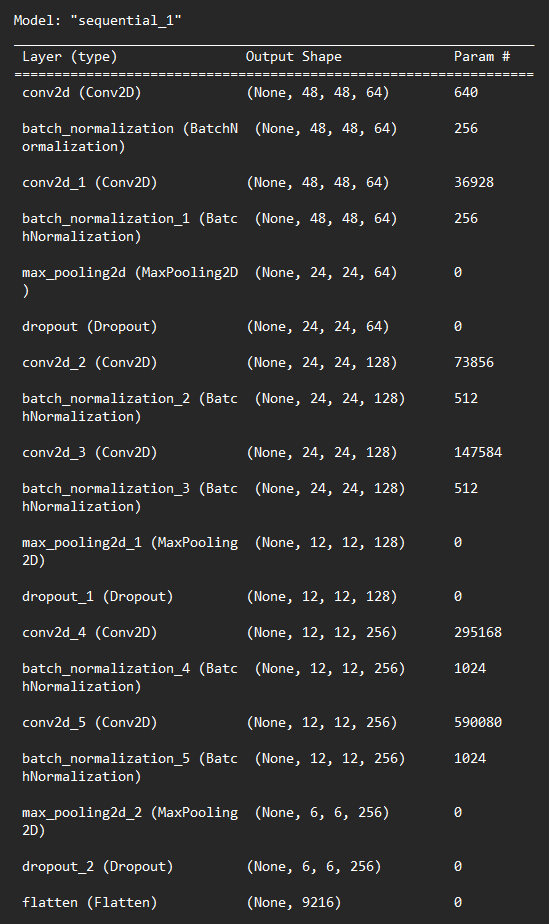 Model: "sequential_1"
Layer (type) Output Shape Param #
=================================================================
conv2d (Conv2D) (None, 48, 48, 64) 640
batch_normalization (BatchN (None, 48, 48, 64) 256
ormalization)
conv2d_1 (Conv2D) (None, 48, 48, 64) 36928
batch_normalization_1 (Batc (None, 48, 48, 64) 256
hNormalization)
max_pooling2d (MaxPooling2D (None, 24, 24, 64) 0
)
dropout (Dropout) (None, 24, 24, 64) 0
conv2d_2 (Conv2D) (None, 24, 24, 128) 73856
batch_normalization_2 (Batc (None, 24, 24, 128) 512
hNormalization)
conv2d_3 (Conv2D) (None, 24, 24, 128) 147584
batch_normalization_3 (Batc (None, 24, 24, 128) 512
hNormalization)
max_pooling2d_1 (MaxPooling (None, 12, 12, 128) 0
2D)
dropout_1 (Dropout) (None, 12, 12, 128) 0
conv2d_4 (Conv2D) (None, 12, 12, 256) 295168
batch_normalization_4 (Batc (None, 12, 12, 256) 1024
hNormalization)
conv2d_5 (Conv2D) (None, 12, 12, 256) 590080
batch_normalization_5 (Batc (None, 12, 12, 256) 1024
hNormalization)
max_pooling2d_2 (MaxPooling (None, 6, 6, 256) 0
2D)
dropout_2 (Dropout) (None, 6, 6, 256) 0
flatten (Flatten) (None, 9216) 0